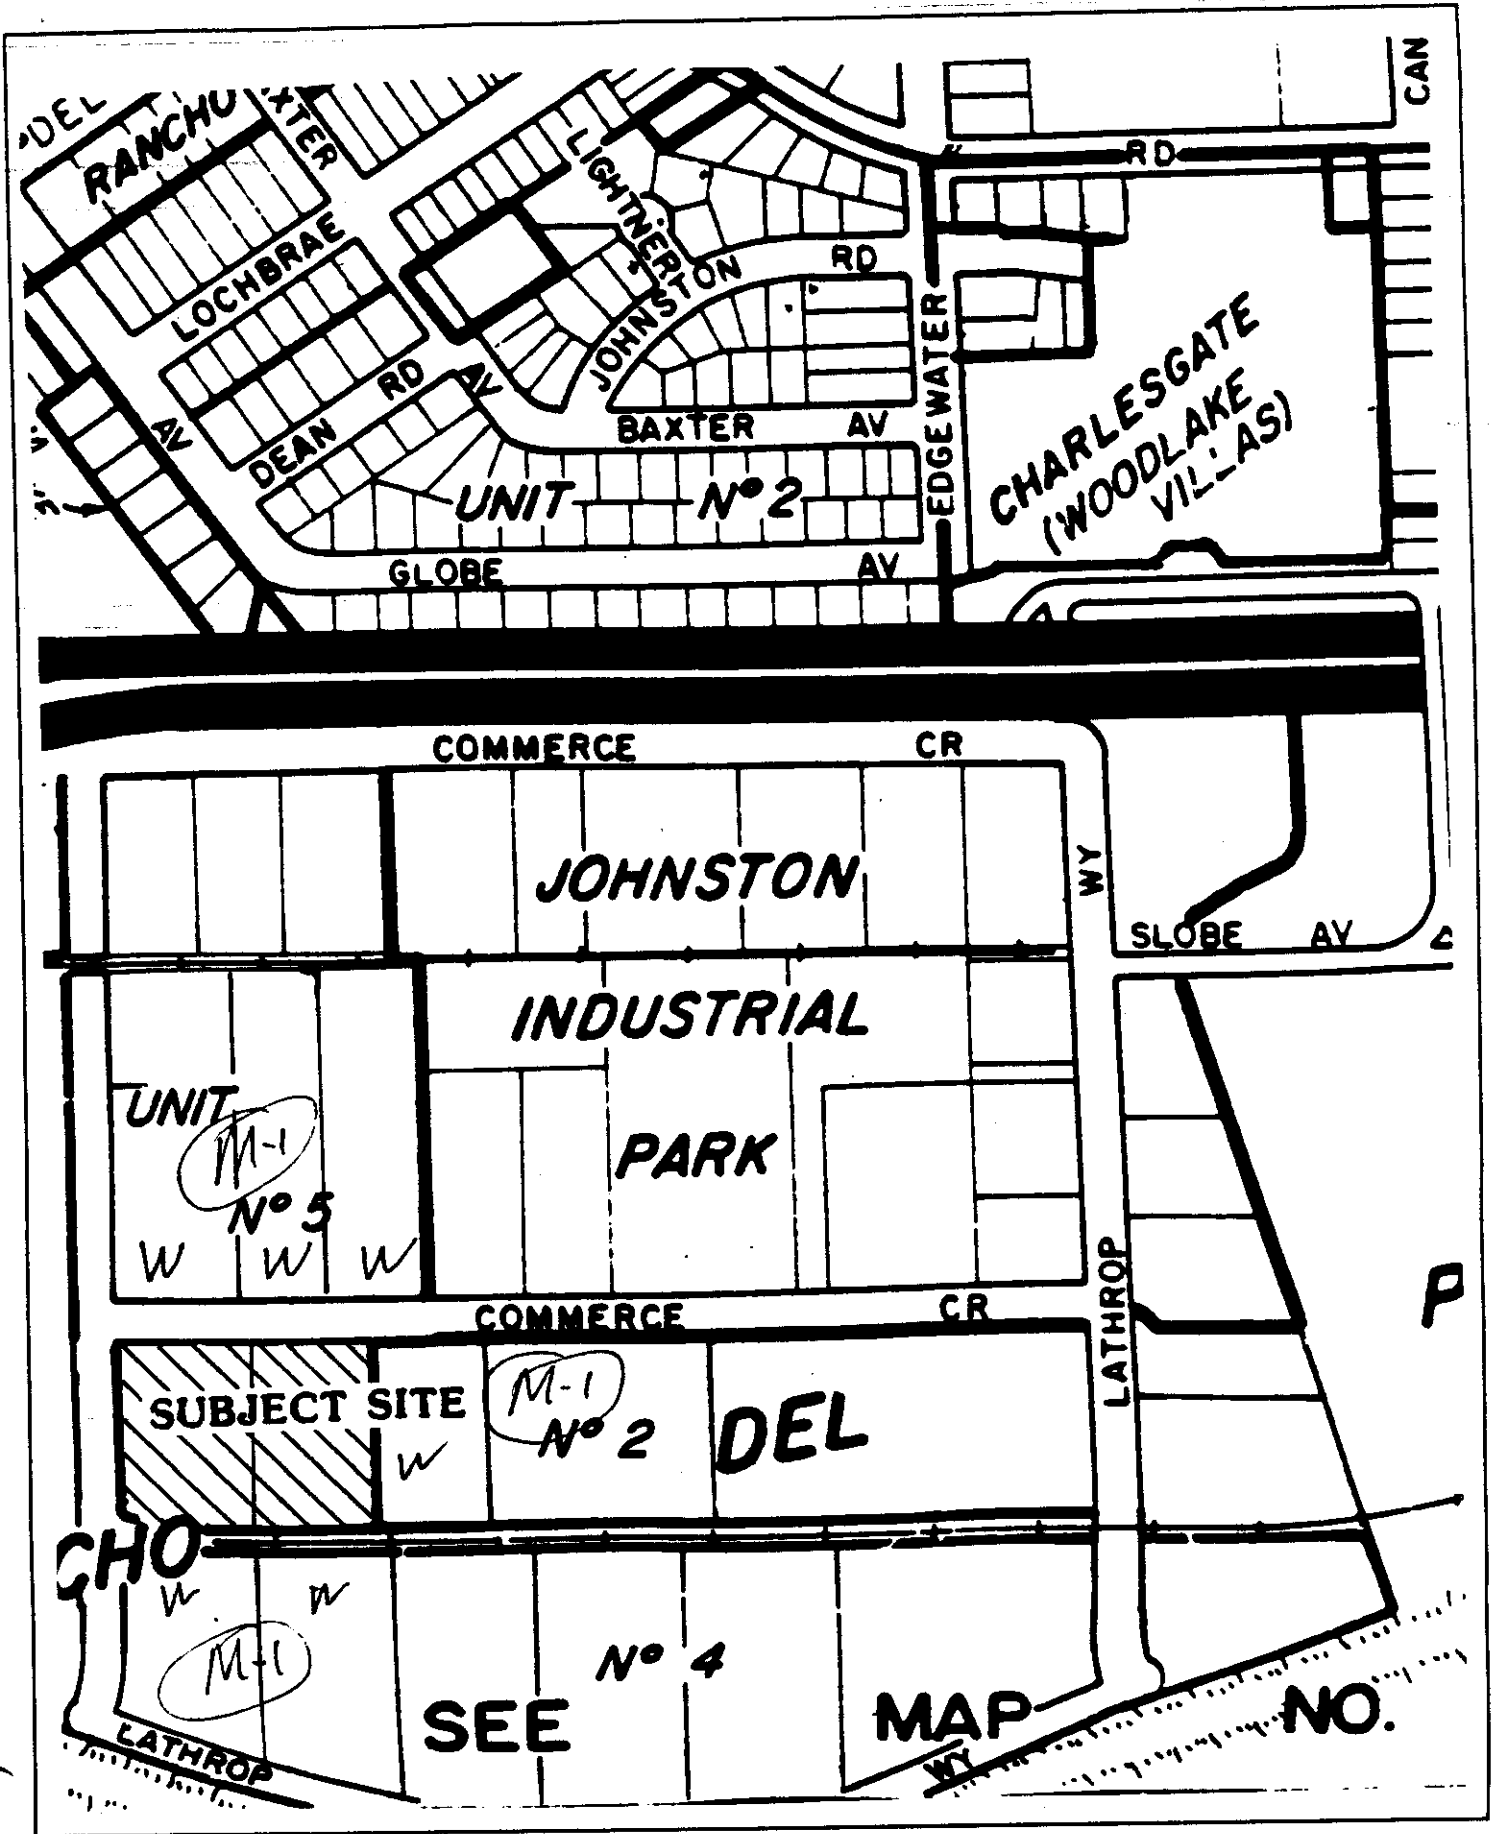 CAN
RANCHO
XTER
LIGHTNER
RD
LOCHBRAE
JOHNSTON
RD
JOHNSTON
EDGEWATER
CHARLESGATE
(WOODLAKE
VILLAS)
RD
AV
AV
DEAN
BAXTER AV
UNIT Nº 2
GLOBE AV
COMMERCE CR
JOHNSTON
WY
SLOBE AV
INDUSTRIAL
UNIT
M-1
PARK
Nº 5
W W W
LATHROP
P
COMMERCE CR
SUBJECT SITE
M-1
Nº 2
DEL
W
CHO
W W
M-1
Nº 4
SEE MAP NO.
LATHROP
WY